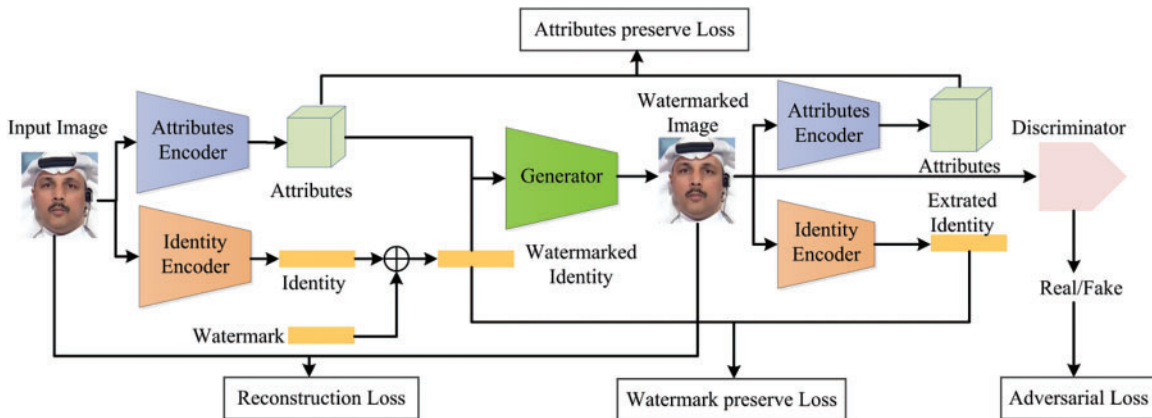 Attributes preserve Loss
Input Image
Attributes
Encoder
Attributes
Identity
Encoder
Identity
Watermark
Watermarked
Identity
Generator
Watermarked
Image
Attributes
Encoder
Attributes
Identity
Encoder
Extrated
Identity
Discriminator
Real/Fake
Reconstruction Loss
Watermark preserve Loss
Adversarial Loss